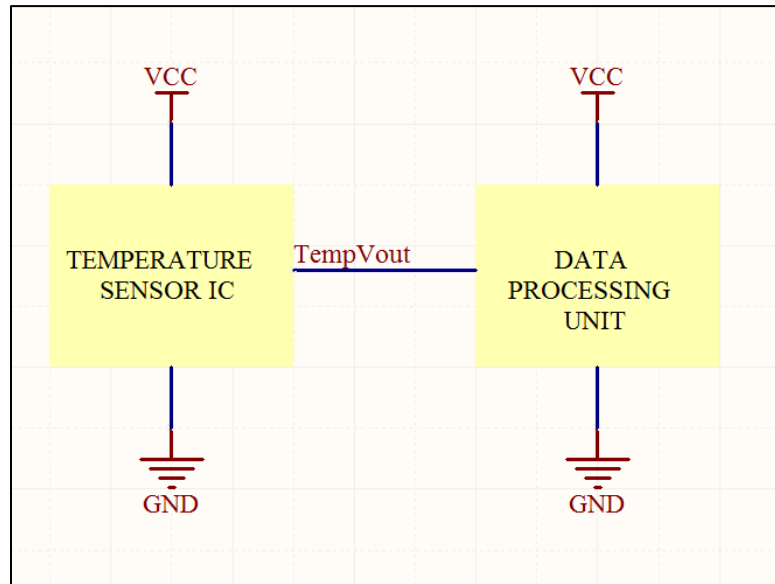 VCC
VCC
TEMPERATURE
SENSOR IC
TempVout
DATA
PROCESSING
UNIT
GND
GND